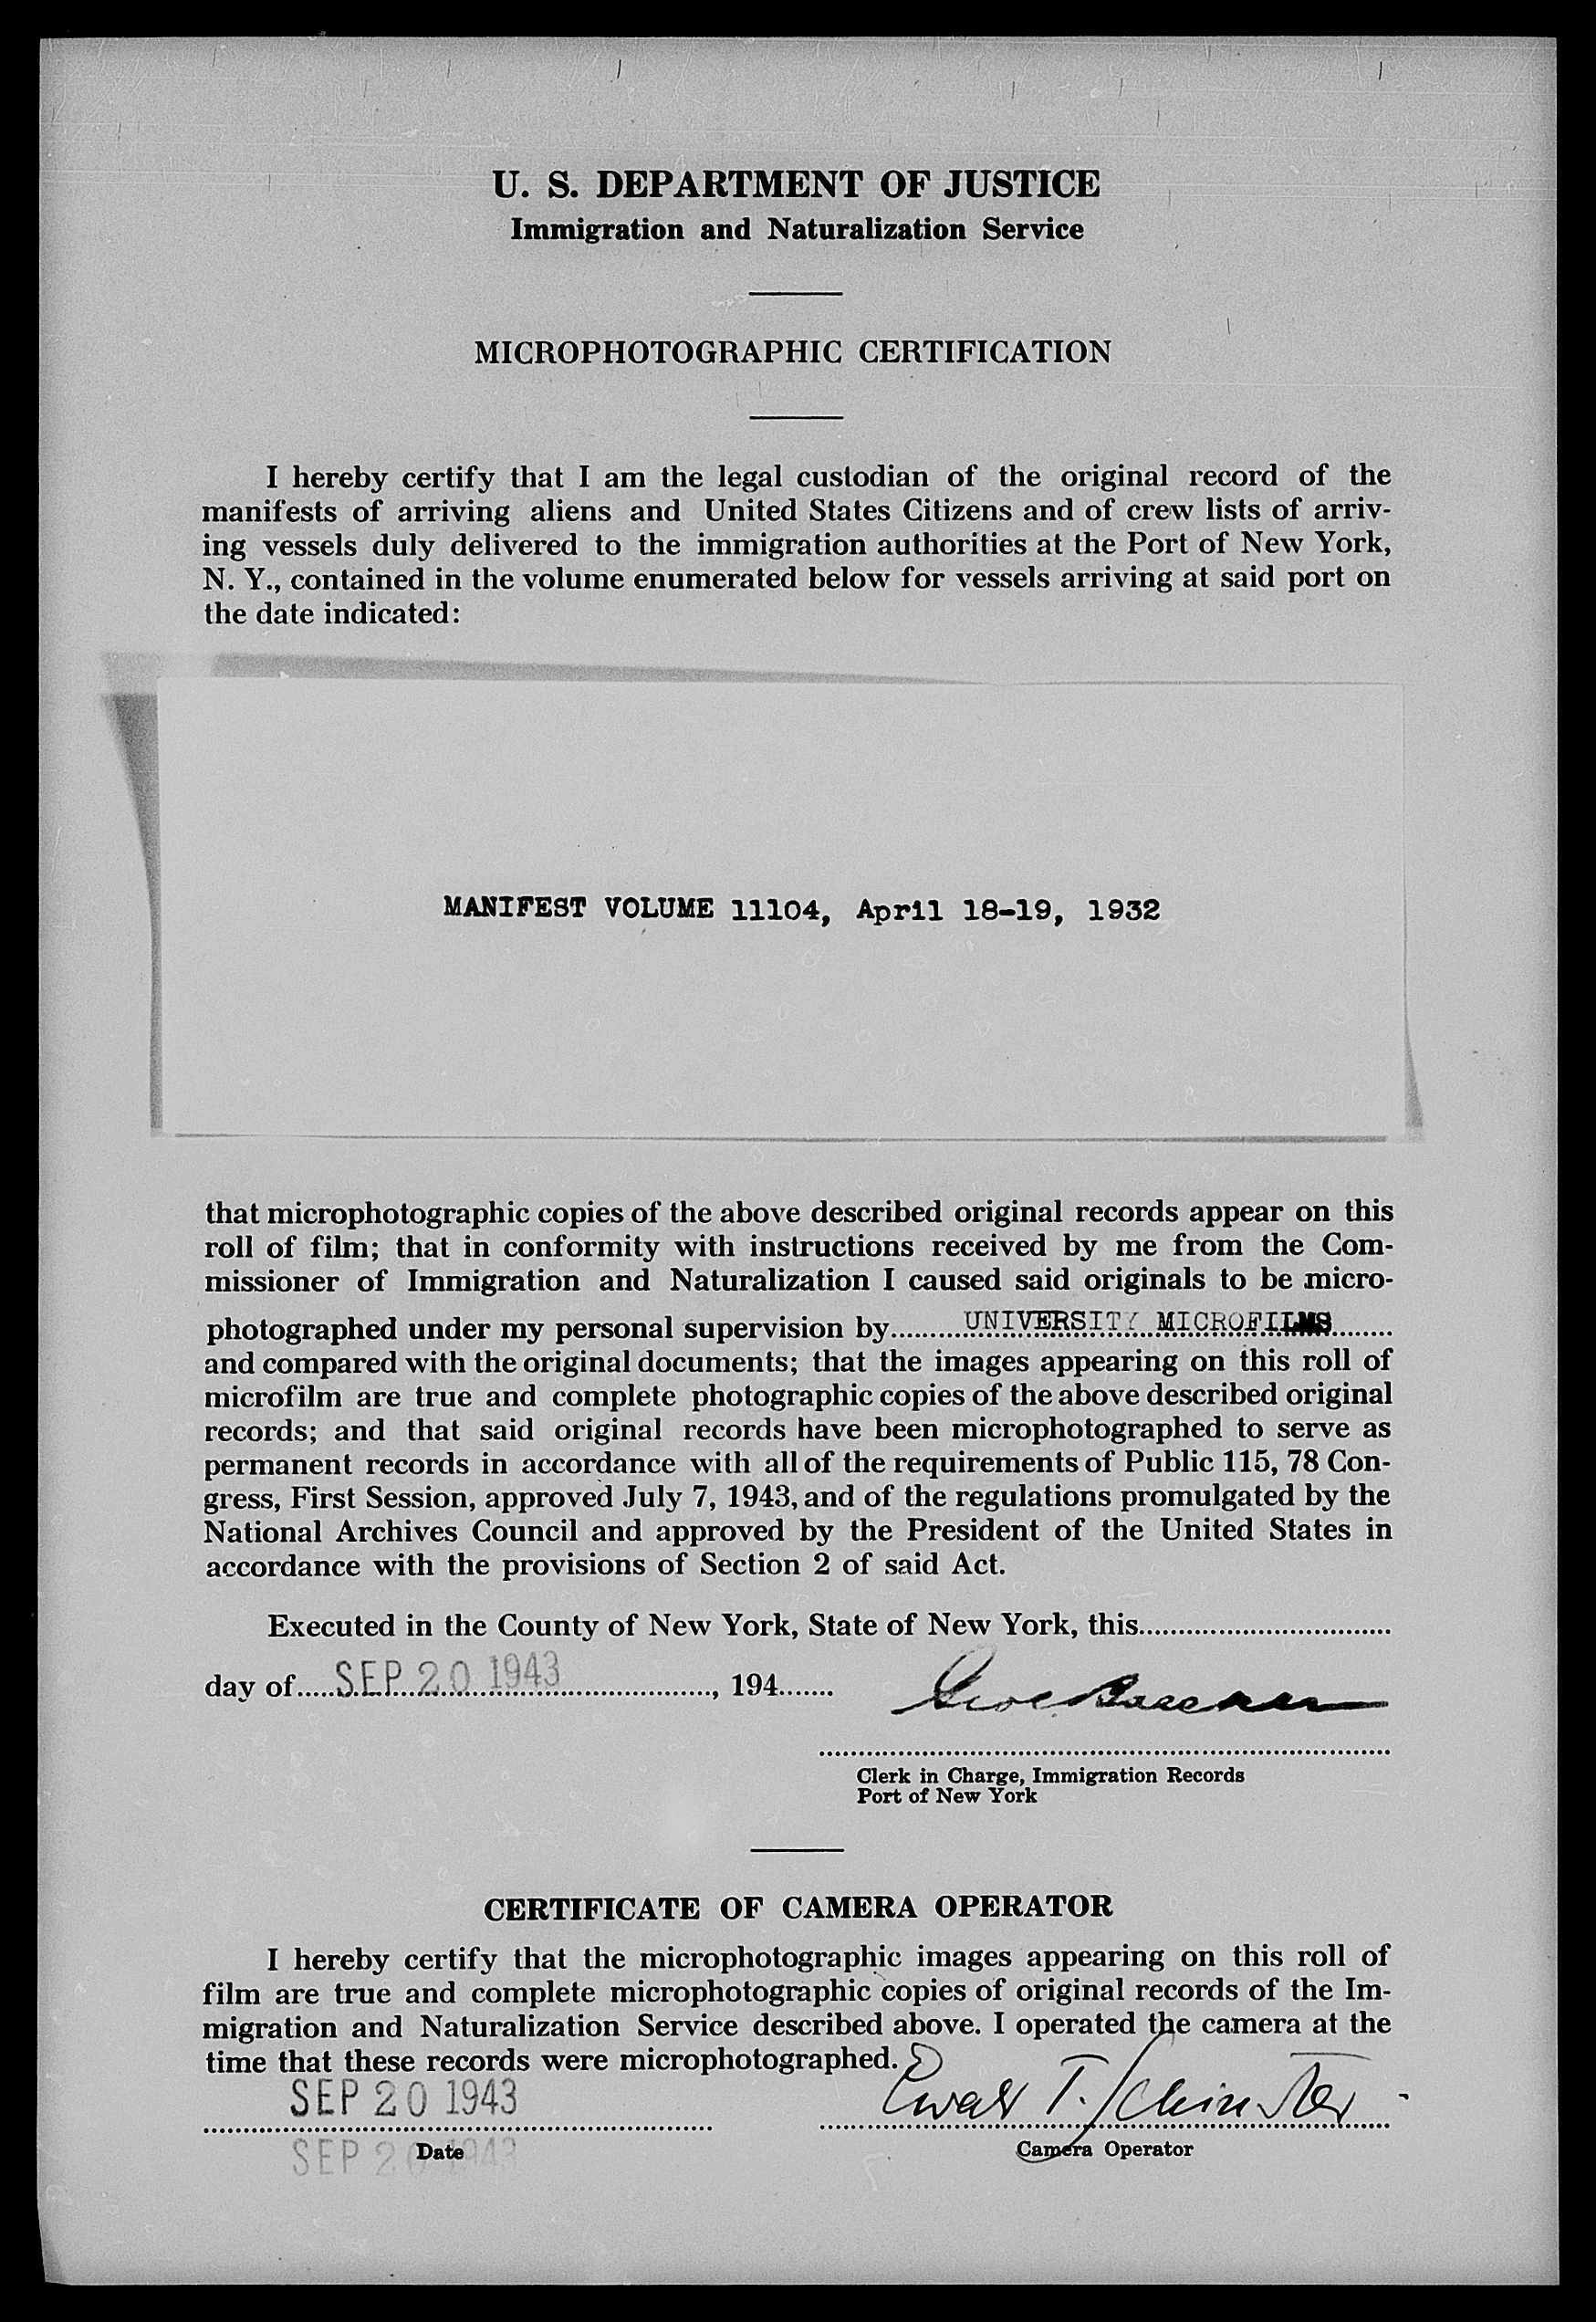 U. S. DEPARTMENT OF JUSTICE
Immigration and Naturalization Service
MICROPHOTOGRAPHIC CERTIFICATION
I hereby certify that I am the legal custodian of the original record of the
manifests of arriving aliens and United States Citizens and of crew lists of arriv-
ing vessels duly delivered to the immigration authorities at the Port of New York,
N. Y., contained in the volume enumerated below for vessels arriving at said port on
the date indicated:
MANIFEST VOLUME 11104, April 18-19, 1932
that microphotographic copies of the above described original records appear on this
roll of film; that in conformity with instructions received by me from the Com-
missioner of Immigration and Naturalization I caused said originals to be micro-
photographed under my personal supervision by UNIVERSITY MICROFILMS
and compared with the original documents; that the images appearing on this roll of
microfilm are true and complete photographic copies of the above described original
records; and that said original records have been microphotographed to serve as
permanent records in accordance with all of the requirements of Public 115, 78 Con-
gress, First Session, approved July 7, 1943, and of the regulations promulgated by the
National Archives Council and approved by the President of the United States in
accordance with the provisions of Section 2 of said Act.
Executed in the County of New York, State of New York, this
day of SEP 20 1943, 194
Clerk in Charge, Immigration Records
Port of New York
CERTIFICATE OF CAMERA OPERATOR
I hereby certify that the microphotographic images appearing on this roll of
film are true and complete microphotographic copies of original records of the Im-
migration and Naturalization Service described above. I operated the camera at the
time that these records were microphotographed.
SEP 20 1943
SEP 20 1943 Date
Camera Operator